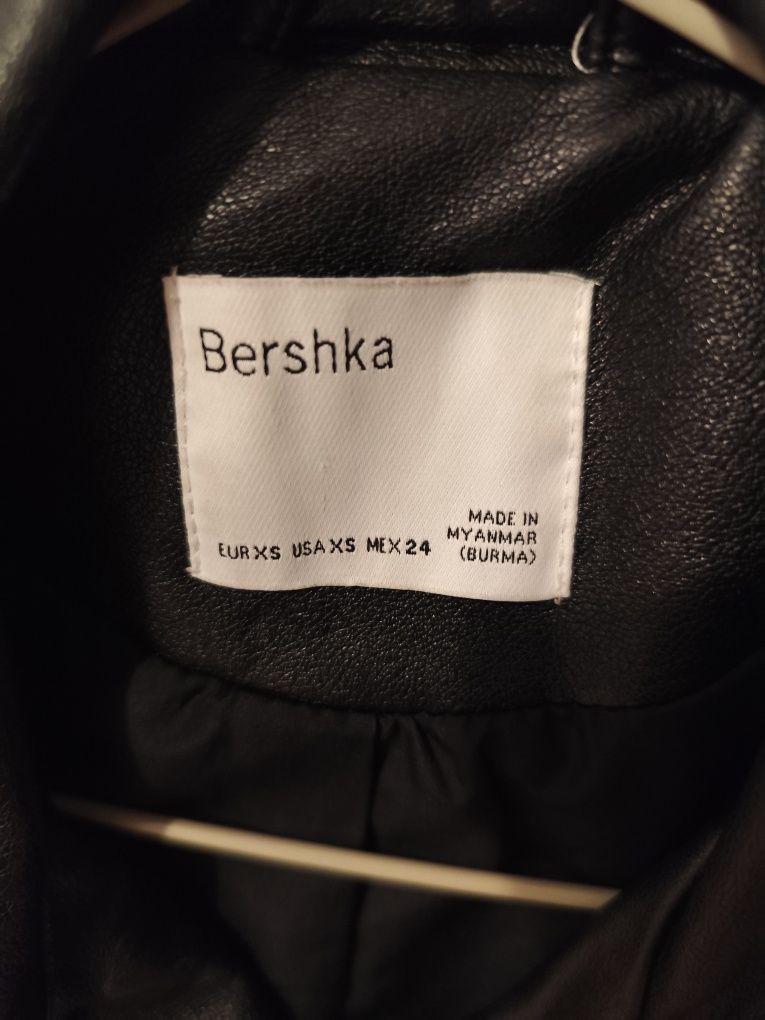 Bershka
EUR XS USA XS MEX 24
MADE IN
MYANMAR
(BURMA)